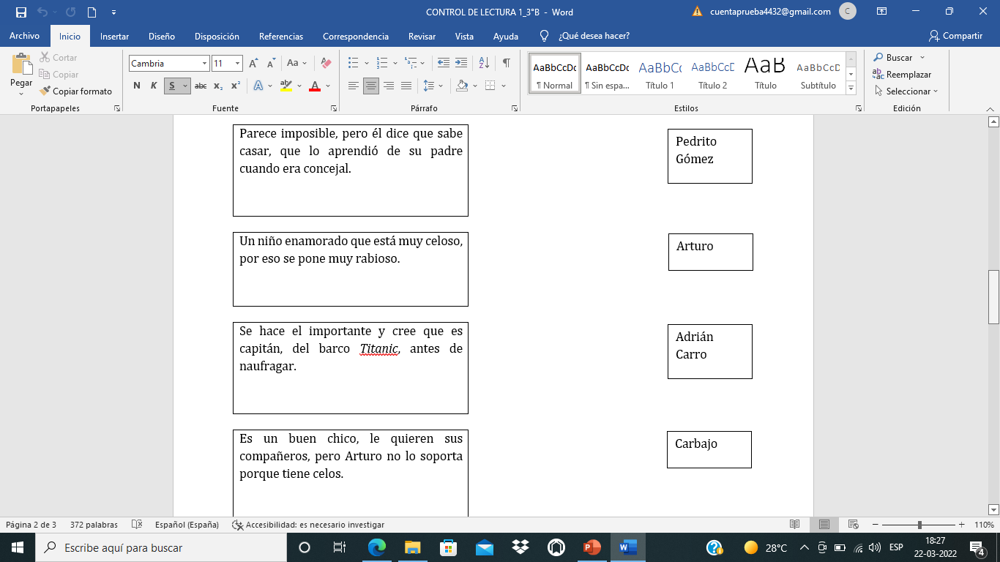 CONTROL DE LECTURA 1_3°B - Word
cuentaprueba4432@gmail.com
C
Archivo
Inicio
Insertar
Diseño
Disposición
Referencias
Correspondencia
Revisar
Vista
Ayuda
¿Qué desea hacer?
Compartir
Pegar
Cortar
Copiar
Copiar formato
Portapapeles
Cambria
11
Aa
N K S abc x₂ x²
A
A
Fuente
Párrafo
AaBbCcDc
¶ Normal
AaBbCcDc
¶ Sin espa...
AaBbC
Título 1
AaBbCcD
Título 2
AaB
Título
AaBbCcD
Subtítulo
Estilos
Buscar
Reemplazar
Seleccionar
Edición
Parece imposible, pero él dice que sabe
casar, que lo aprendió de su padre
cuando era concejal.
Pedrito
Gómez
Un niño enamorado que está muy celoso,
por eso se pone muy rabioso.
Arturo
Se hace el importante y cree que es
capitán, del barco Titanic, antes de
naufragar.
Adrián
Carro
Es un buen chico, le quieren sus
compañeros, pero Arturo no lo soporta
porque tiene celos.
Carbajo
Página 2 de 3
372 palabras
Español (España)
Accesibilidad: es necesario investigar
110%
Escribe aquí para buscar
28°C
ESP
18:27
22-03-2022
4